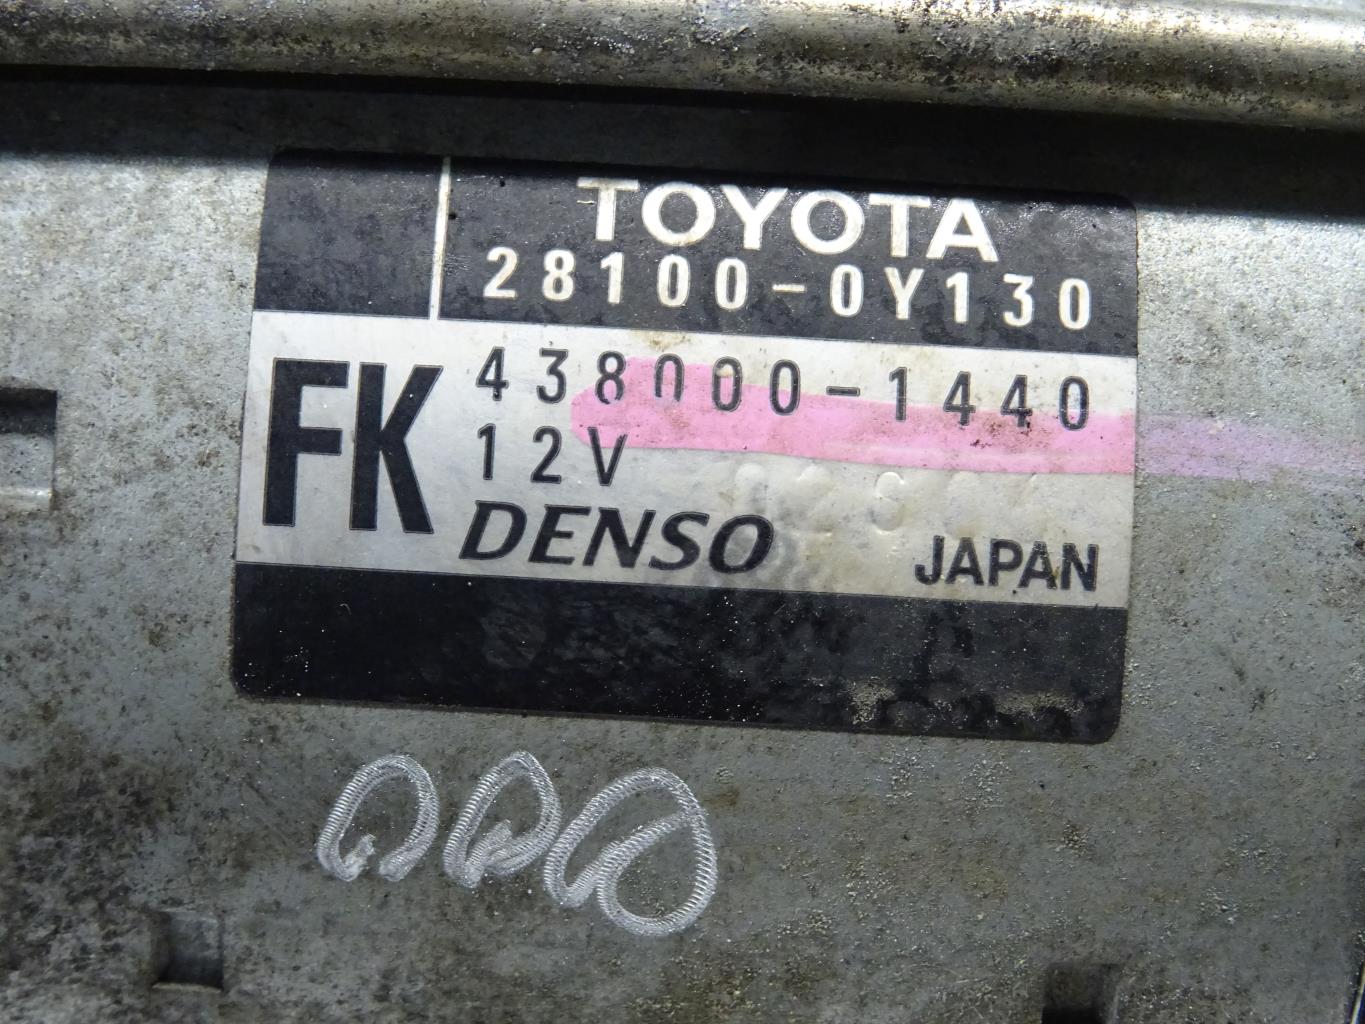 TOYOTA
28100-0Y130
FK
438000-1440
12V
DENSO JAPAN